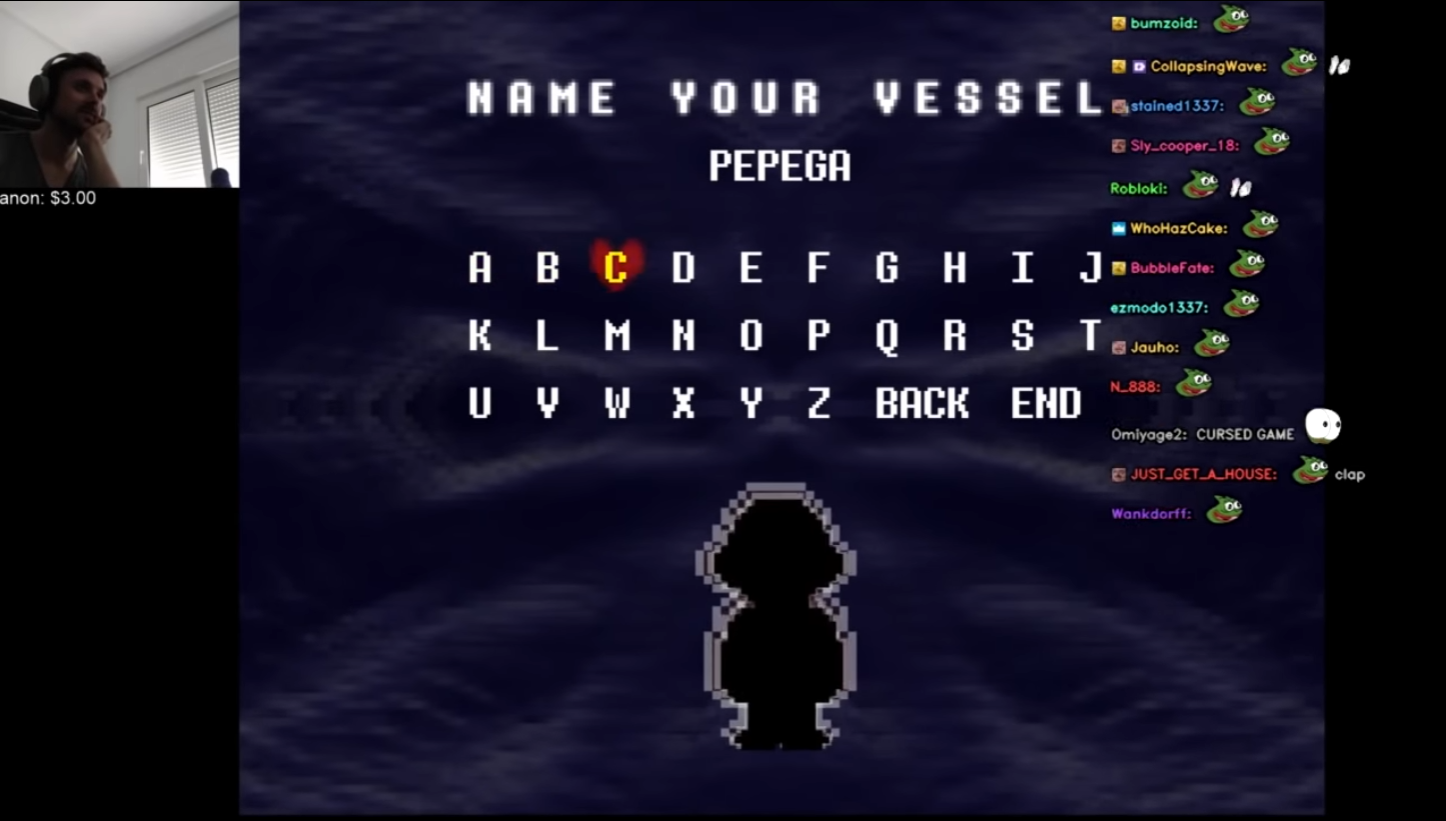 anon: $3.00
NAME YOUR VESSEL
PEPEGA
A B C D E F G H I J
K L M N O P Q R S T
U V W X Y Z BACK END
bumzoid:
CollapsingWave:
stained1337:
Sly_cooper_18:
Robloki:
WhoHazCake:
BubbleFate:
ezmodo1337:
Jauho:
N_888:
Omiyage2: CURSED GAME
JUST_GET_A_HOUSE: clap
Wankdorff: